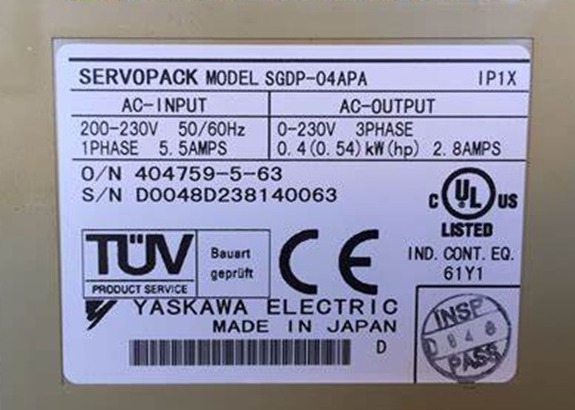 SERVOPACK MODEL SGDP-04APA IP1X
AC-INPUT AC-OUTPUT
200-230V 50/60Hz 0-230V 3PHASE
1PHASE 5.5AMPS 0.4(0.54)kW(hp) 2.8AMPS
O/N 404759-5-63
S/N D0048D238140063
C UL US
LISTED
IND. CONT. EQ.
61Y1
TÜV
PRODUCT SERVICE
Bauart
geprüft
CE
YASKAWA ELECTRIC
MADE IN JAPAN
D
INSP
PASS